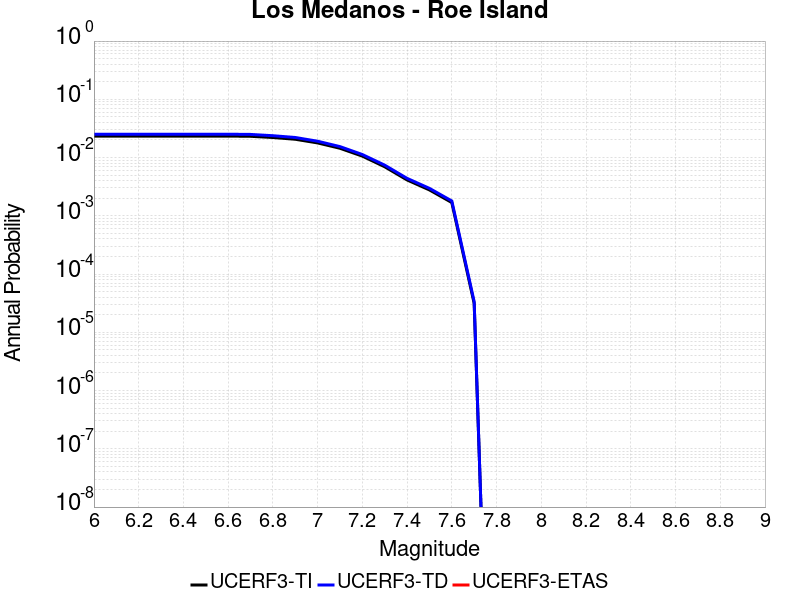 Los Medanos - Roe Island
10^0
10^-1
10^-2
10^-3
10^-4
10^-5
10^-6
10^-7
10^-8
Annual Probability
6 6.2 6.4 6.6 6.8 7 7.2 7.4 7.6 7.8 8 8.2 8.4 8.6 8.8 9
Magnitude
UCERF3-TI UCERF3-TD UCERF3-ETAS